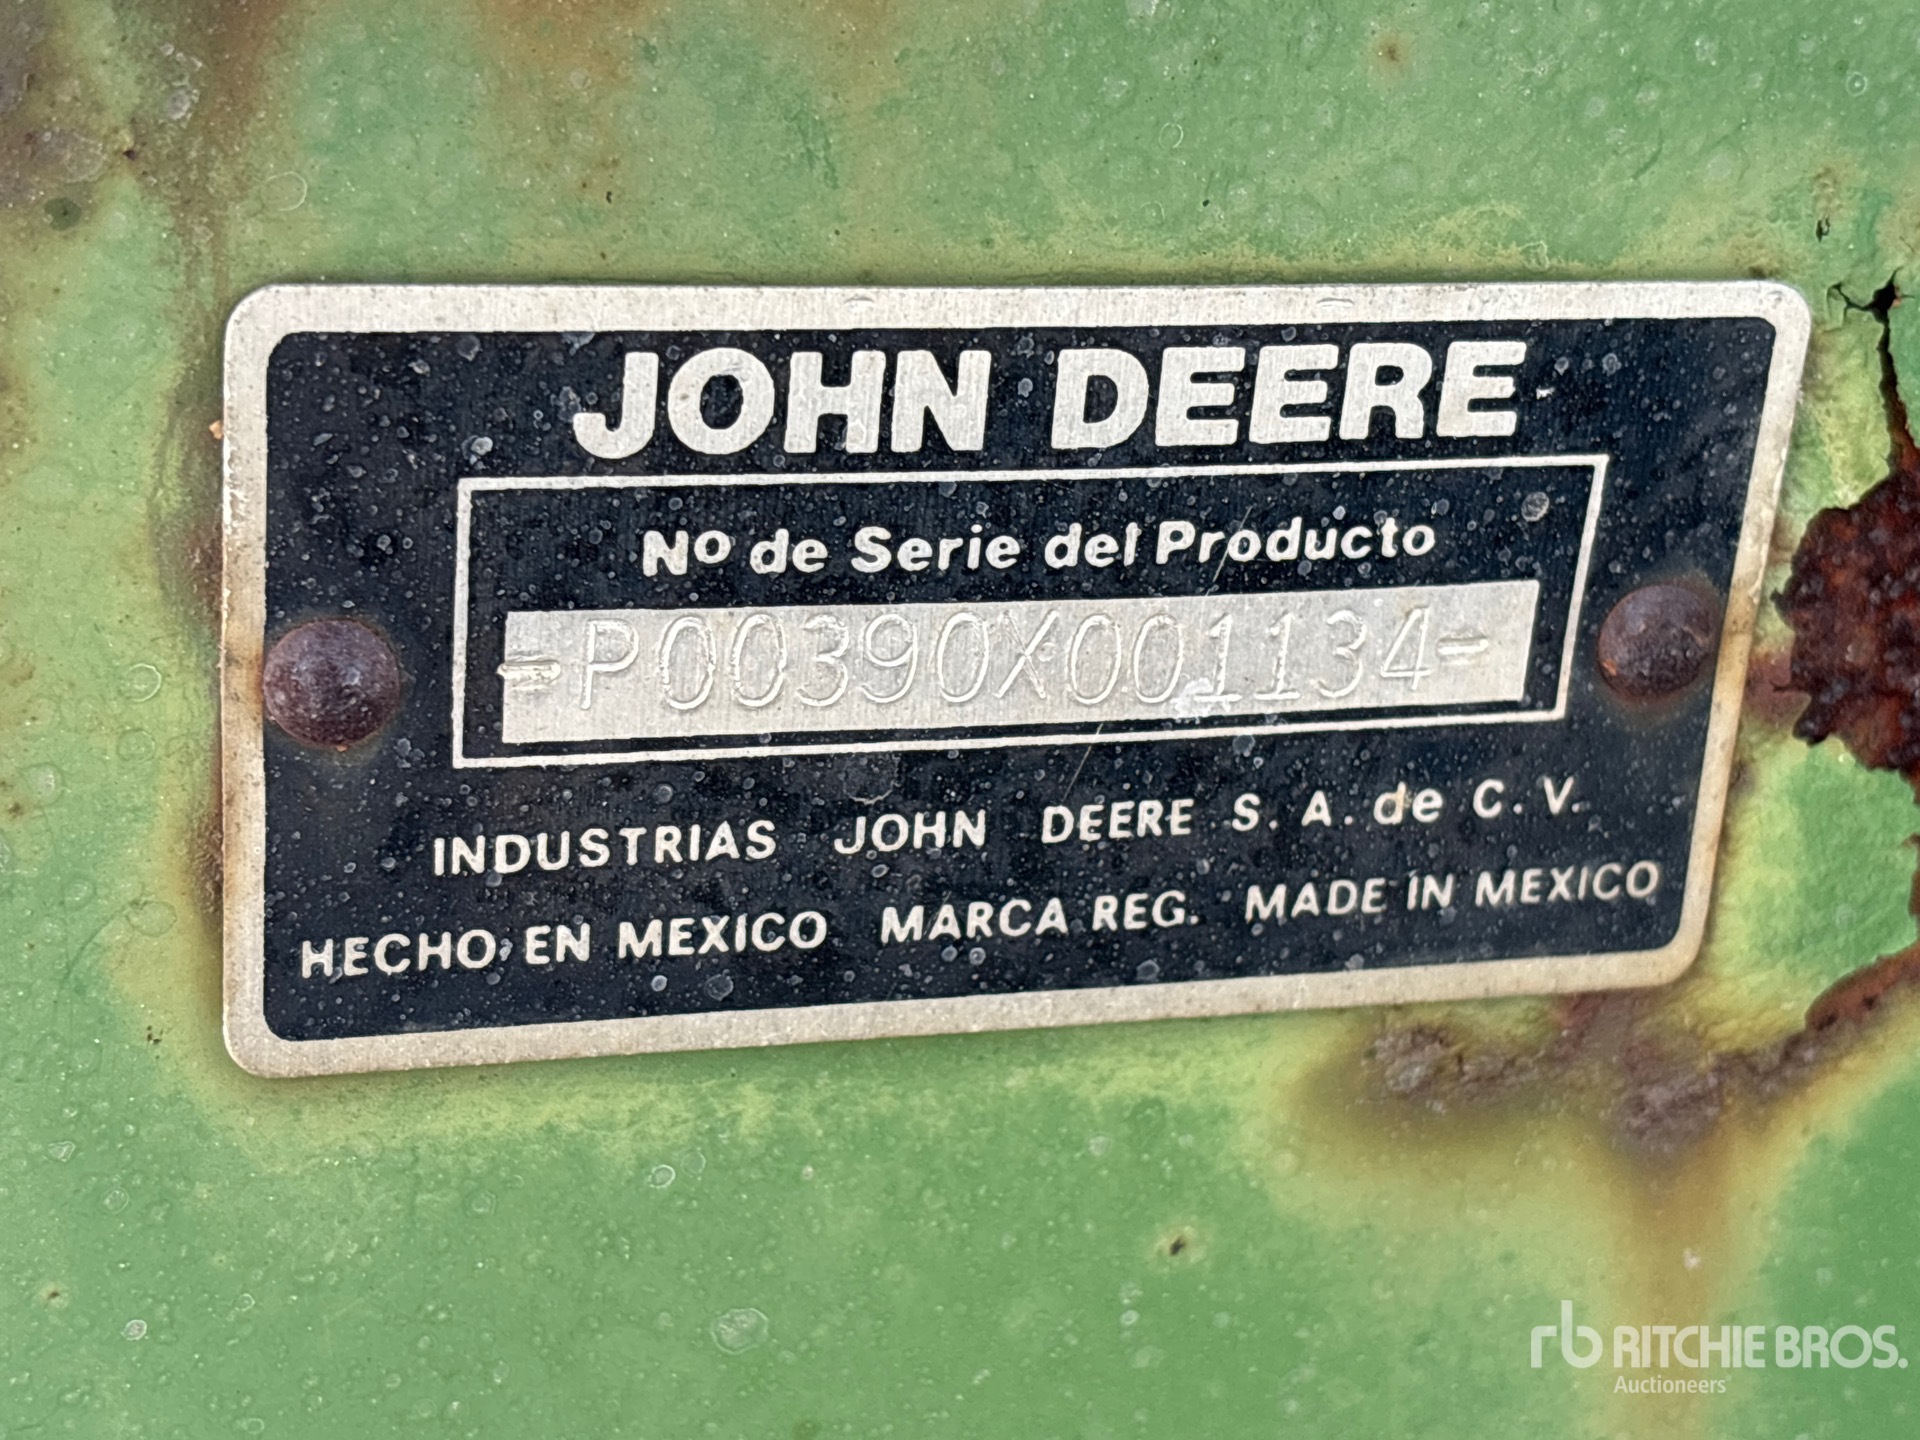 JOHN DEERE
Nº de Serie del Producto
-P00390X001134-
INDUSTRIAS JOHN DEERE S. A. de C. V.
HECHO EN MEXICO MARCA REG. MADE IN MEXICO
rb RITCHIE BROS.
Auctioneers